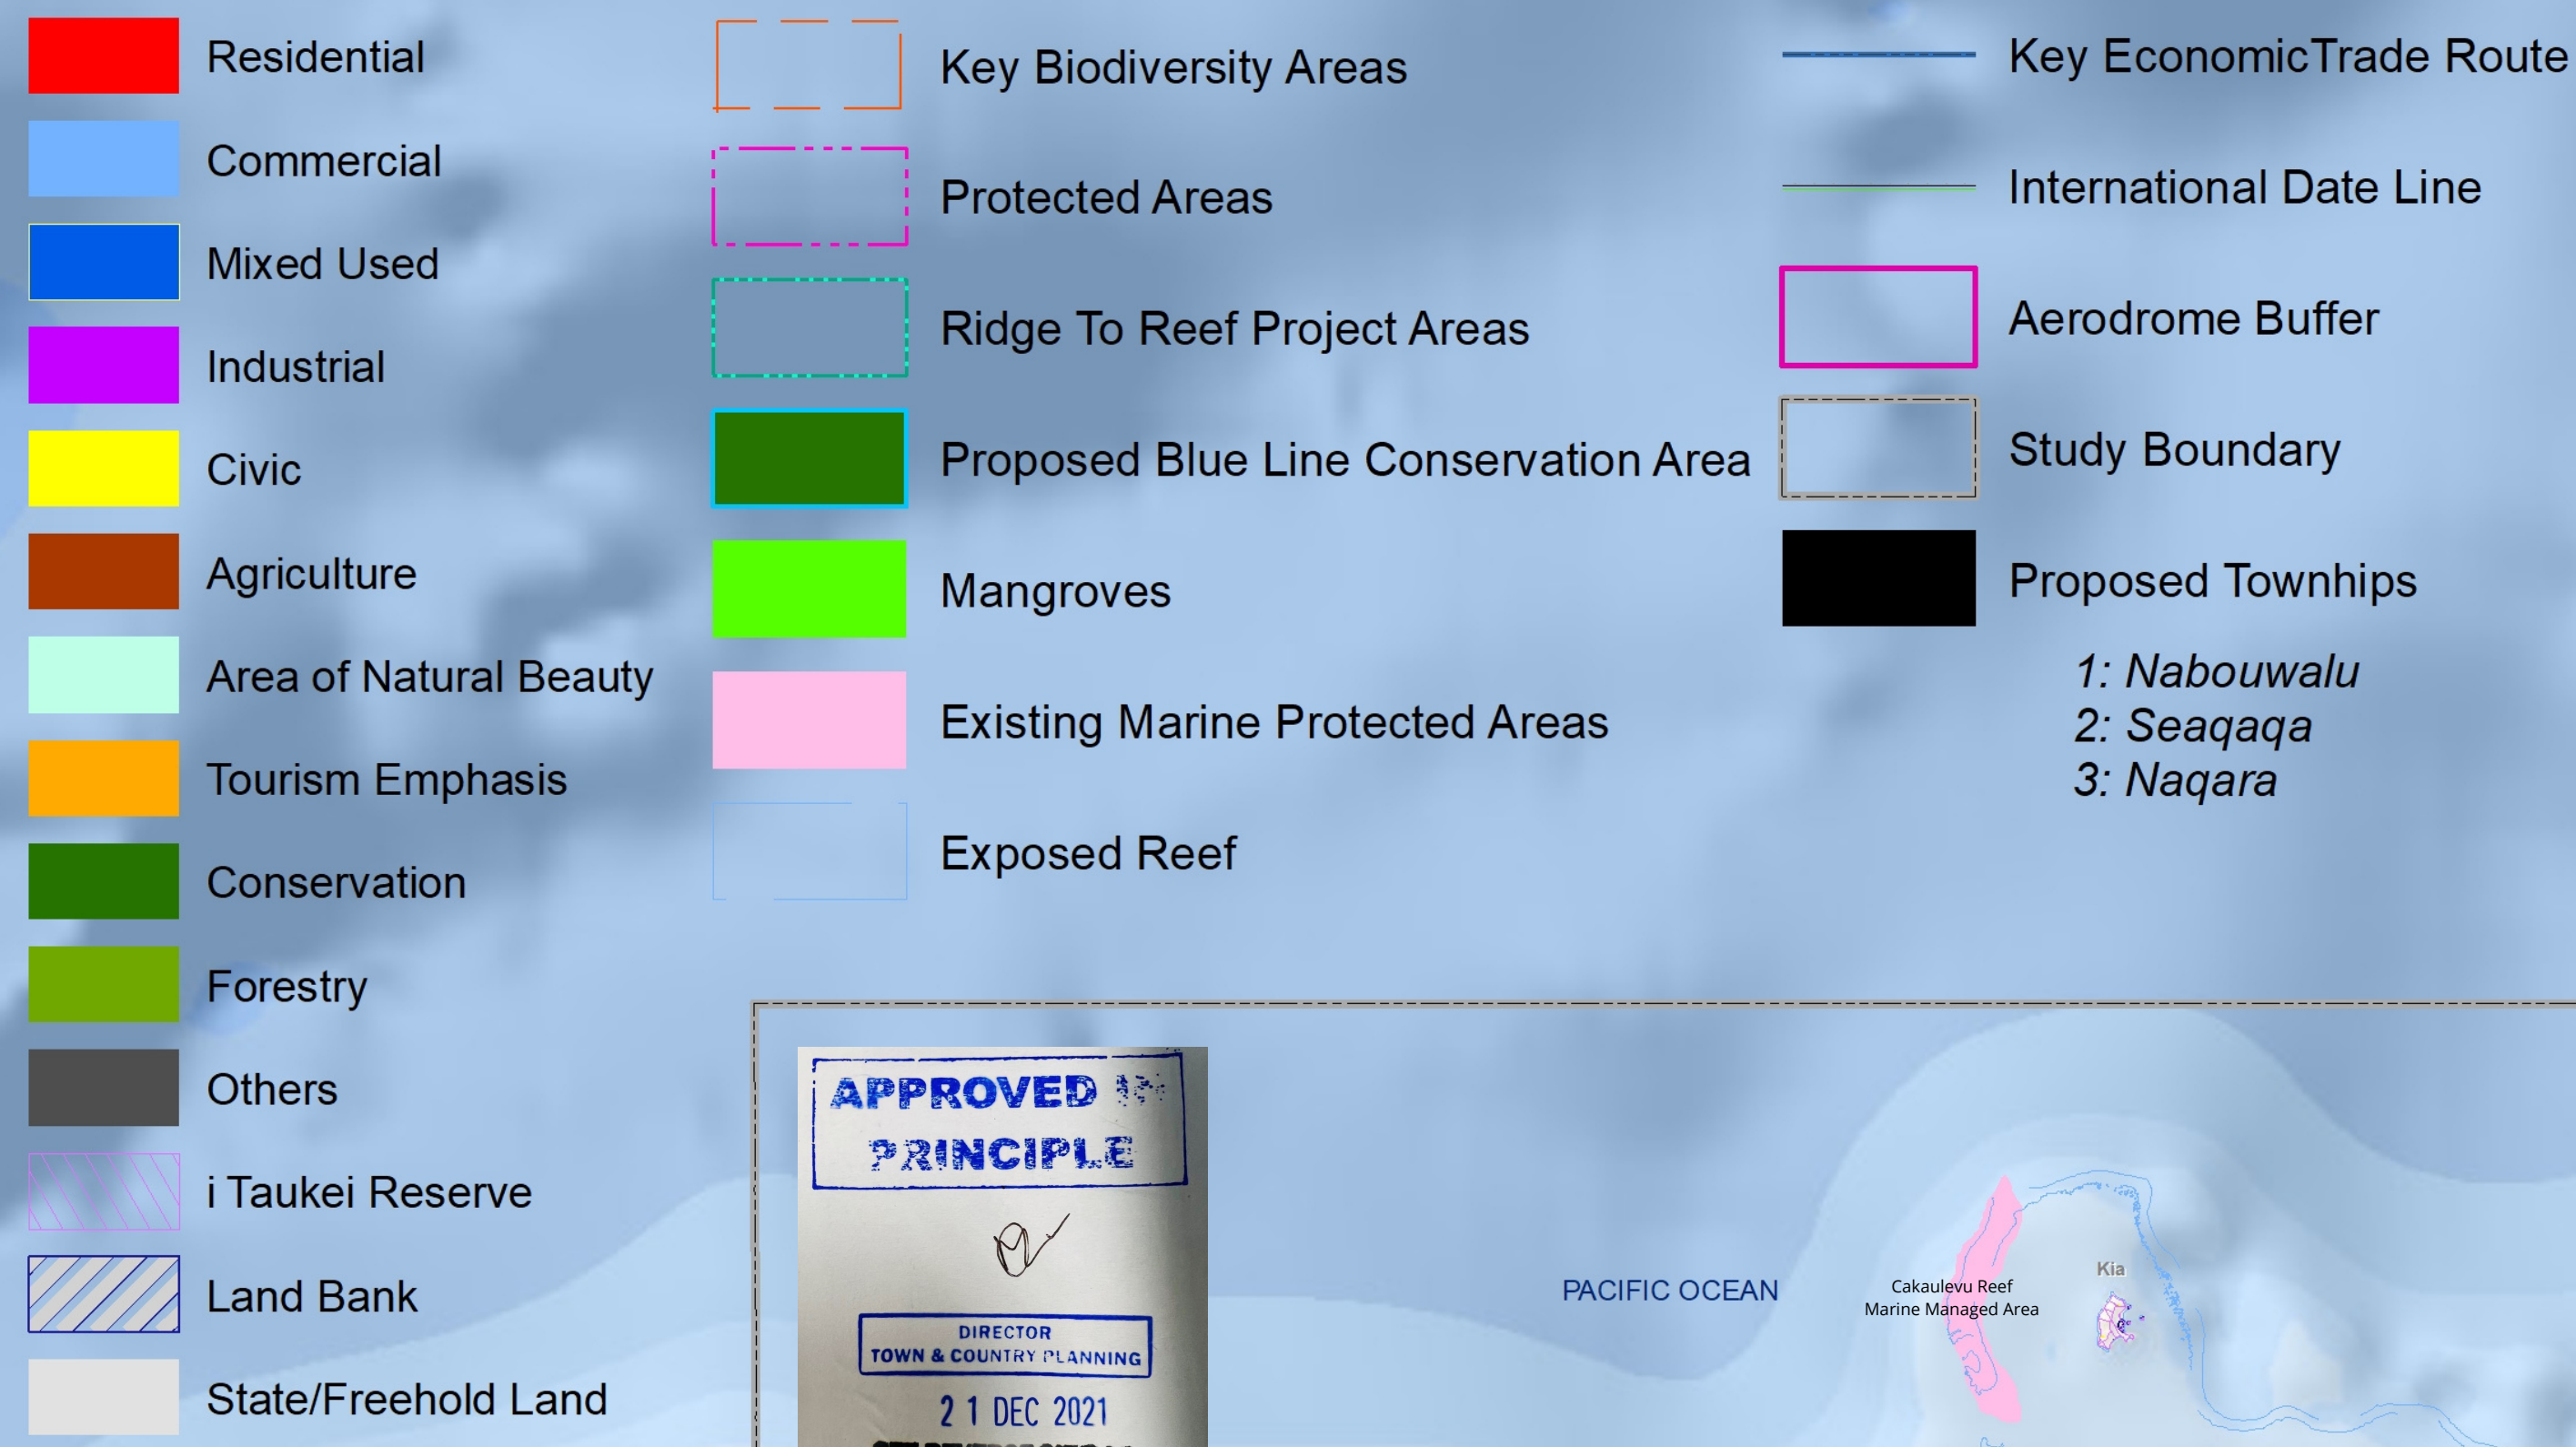 Residential
Commercial
Mixed Used
Industrial
Civic
Agriculture
Area of Natural Beauty
Tourism Emphasis
Conservation
Forestry
Others
i Taukei Reserve
Land Bank
State/Freehold Land
Key Biodiversity Areas
Protected Areas
Ridge To Reef Project Areas
Proposed Blue Line Conservation Area
Mangroves
Existing Marine Protected Areas
Exposed Reef
Key EconomicTrade Route
International Date Line
Aerodrome Buffer
Study Boundary
Proposed Townhips
1: Nabouwalu
2: Seaqaqa
3: Naqara
APPROVED IN
PRINCIPLE
DIRECTOR
TOWN & COUNTRY PLANNING
21 DEC 2021
PACIFIC OCEAN
Cakaulevu Reef
Marine Managed Area
Kia